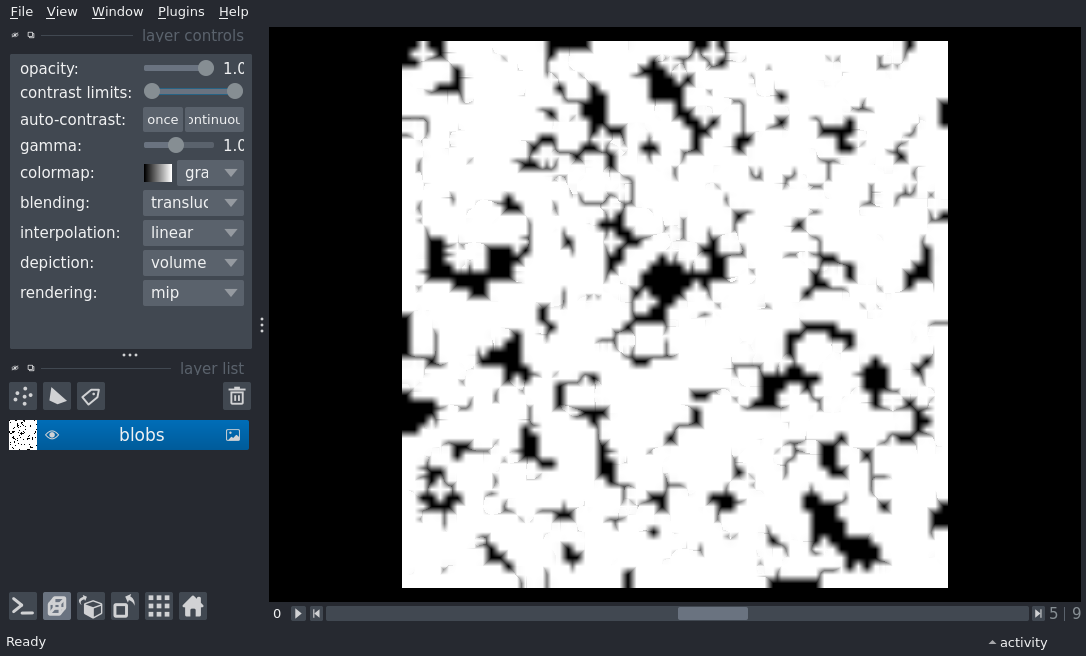 File View Window Plugins Help
layer controls
opacity: 1.0
contrast limits:
auto-contrast: once ontinuou
gamma: 1.0
colormap: gra
blending: transluc
interpolation: linear
depiction: volume
rendering: mip
layer list
blobs
0 5 | 9
Ready activity